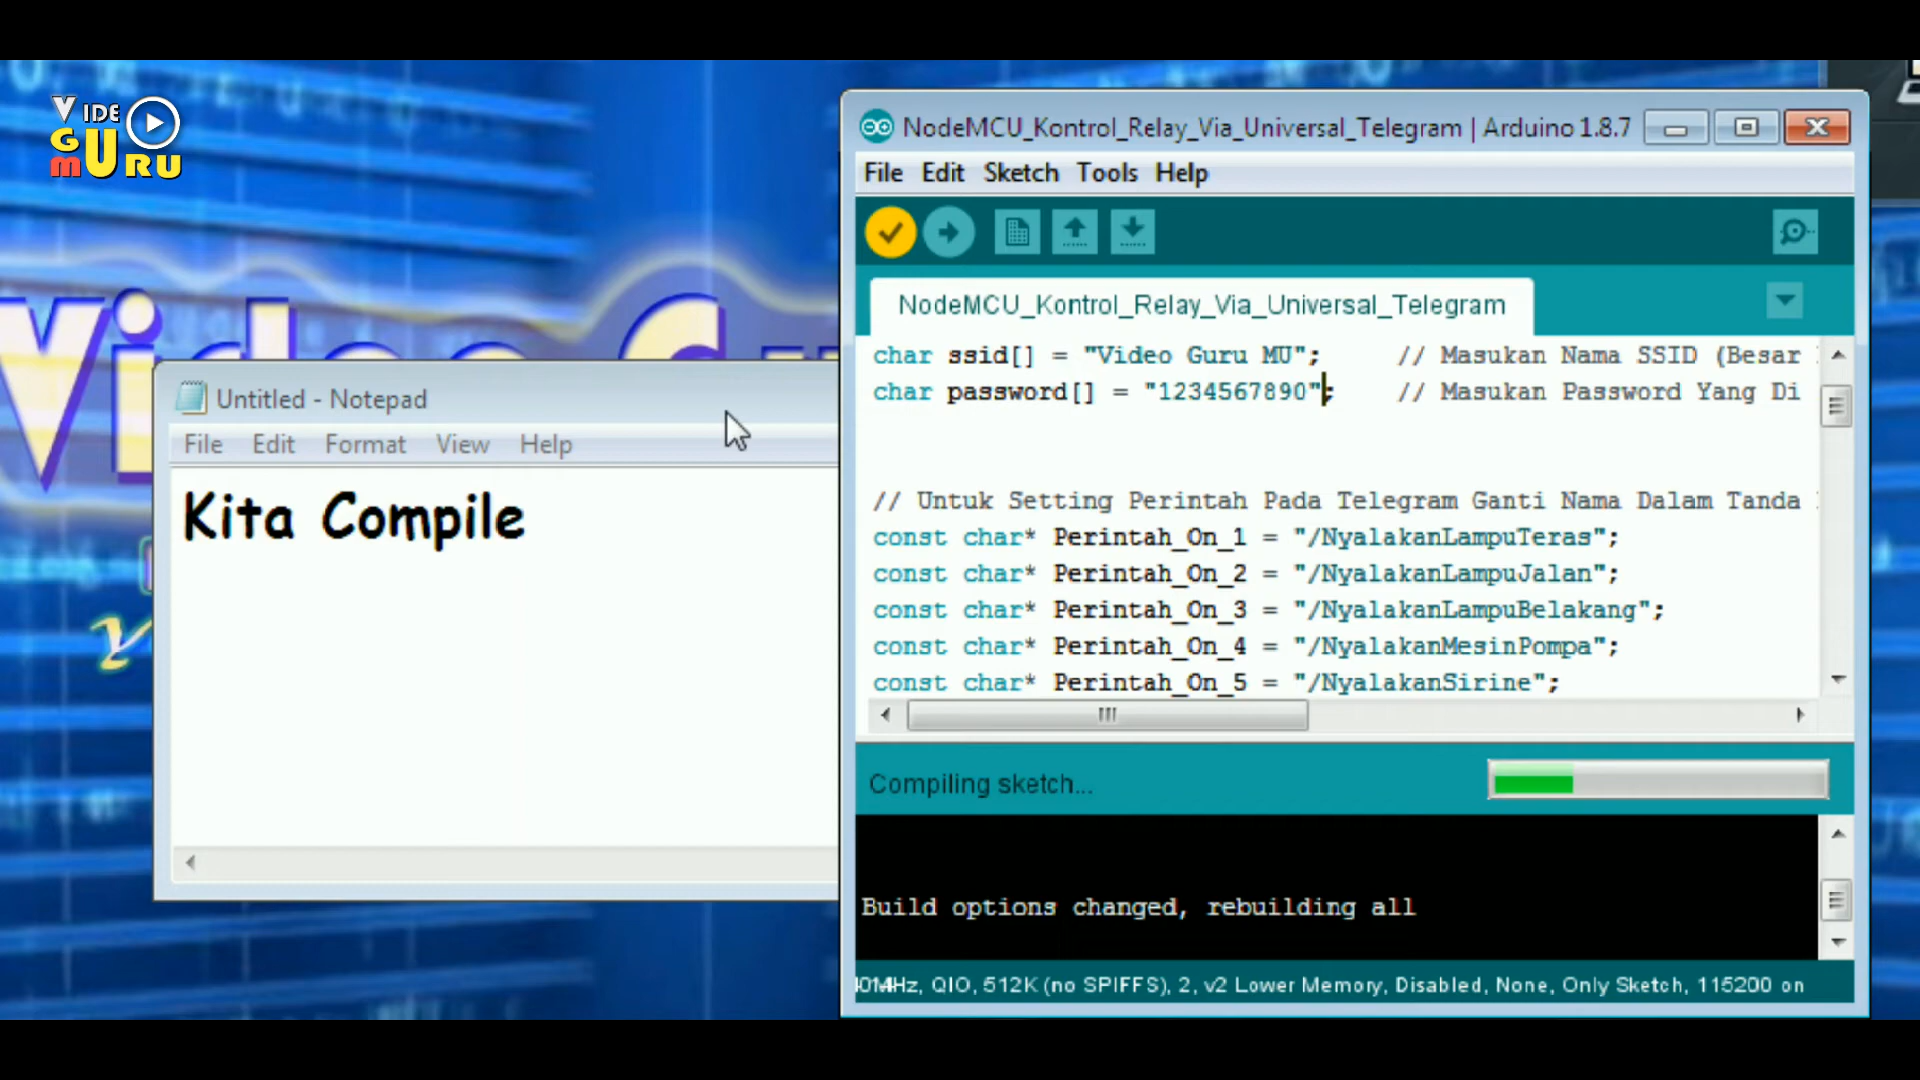 VIDE
GURU
mU
Untitled - Notepad
File Edit Format View Help
Kita Compile
NodeMCU_Kontrol_Relay_Via_Universal_Telegram | Arduino 1.8.7
File Edit Sketch Tools Help
NodeMCU_Kontrol_Relay_Via_Universal_Telegram
char ssid[] = "Video Guru MU"; // Masukan Nama SSID (Besar
char password[] = "1234567890"; // Masukan Password Yang Di
// Untuk Setting Perintah Pada Telegram Ganti Nama Dalam Tanda
const char* Perintah_On_1 = "/NyalakanLampuTeras";
const char* Perintah_On_2 = "/NyalakanLampuJalan";
const char* Perintah_On_3 = "/NyalakanLampuBelakang";
const char* Perintah_On_4 = "/NyalakanMesinPompa";
const char* Perintah_On_5 = "/NyalakanSirine";
Compiling sketch...
Build options changed, rebuilding all
QIO, 512K (no SPIFFS), 2, v2 Lower Memory, Disabled, None, Only Sketch, 115200 on